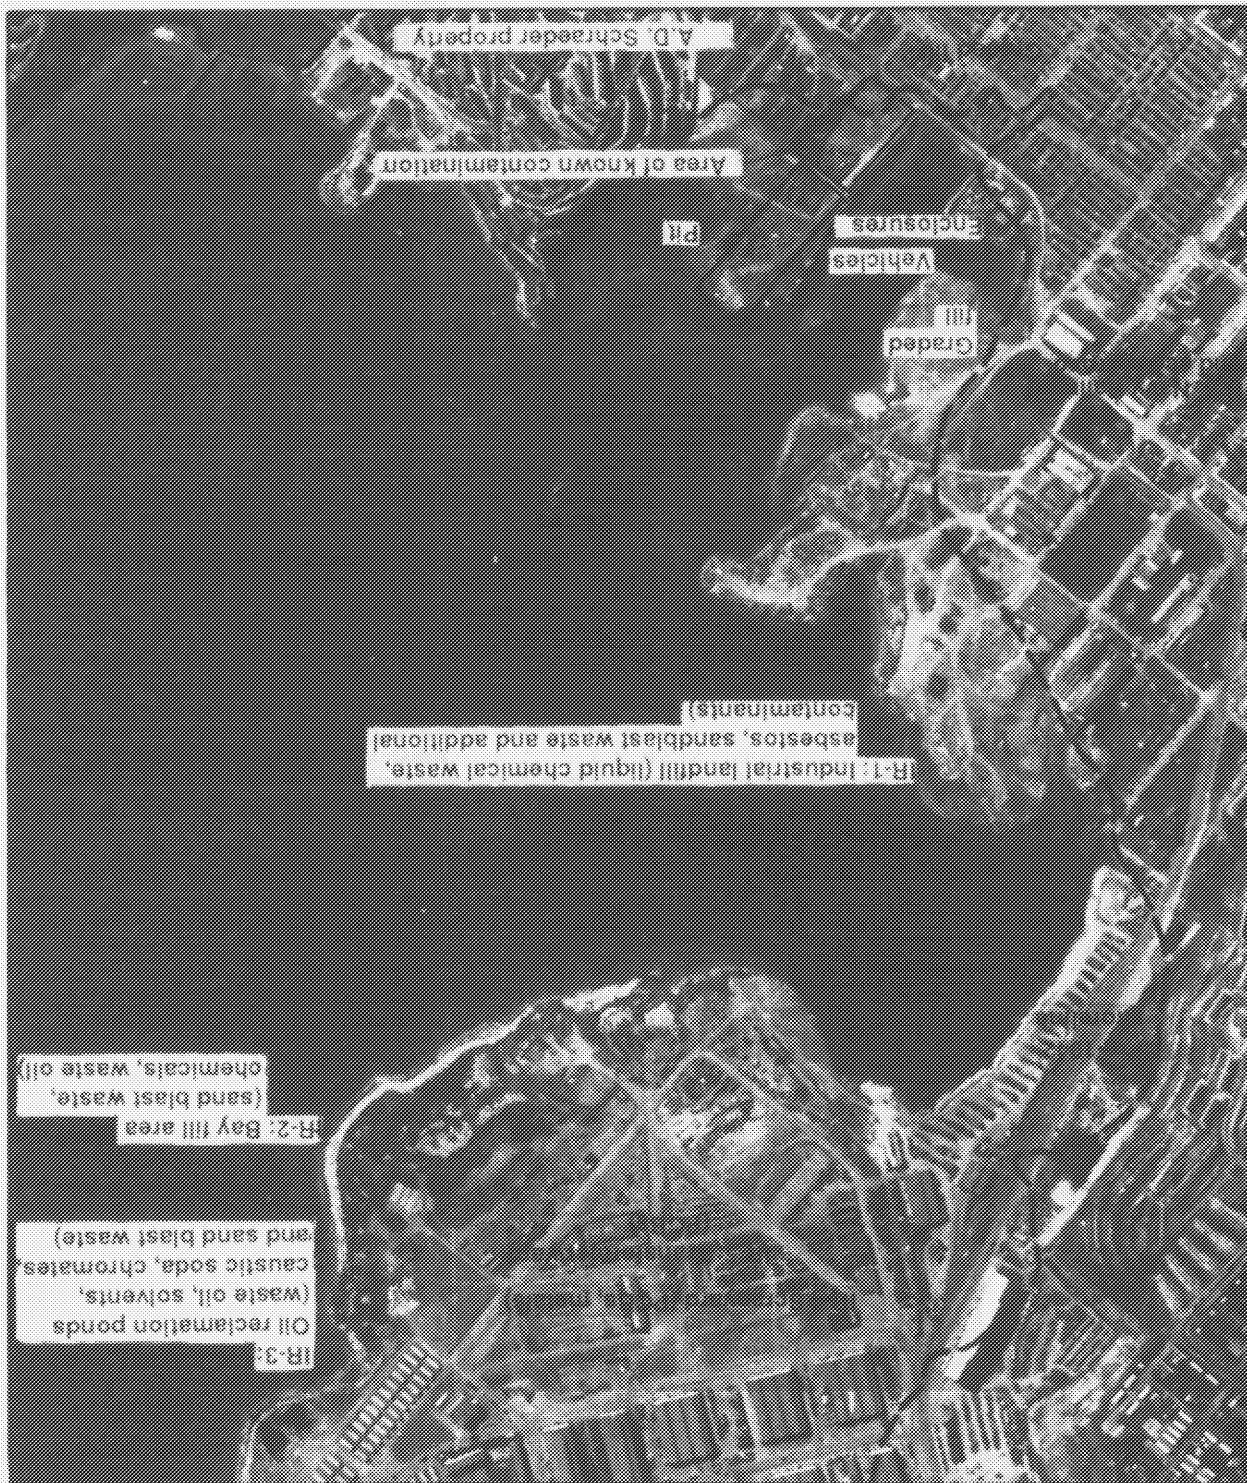 IR-3:
Oil reclamation ponds
(waste oil, solvents,
caustic soda, chromates,
and sand blast waste)
IR-2: Bay fill area
(sand blast waste,
chemicals, waste oil)
IR-1: Industrial landfill (liquid chemical waste,
asbestos, sandblast waste and additional
contaminants)
Graded
fill
Vehicles
Enclosures
Pit
Area of known contamination
A.D. Schraeder property